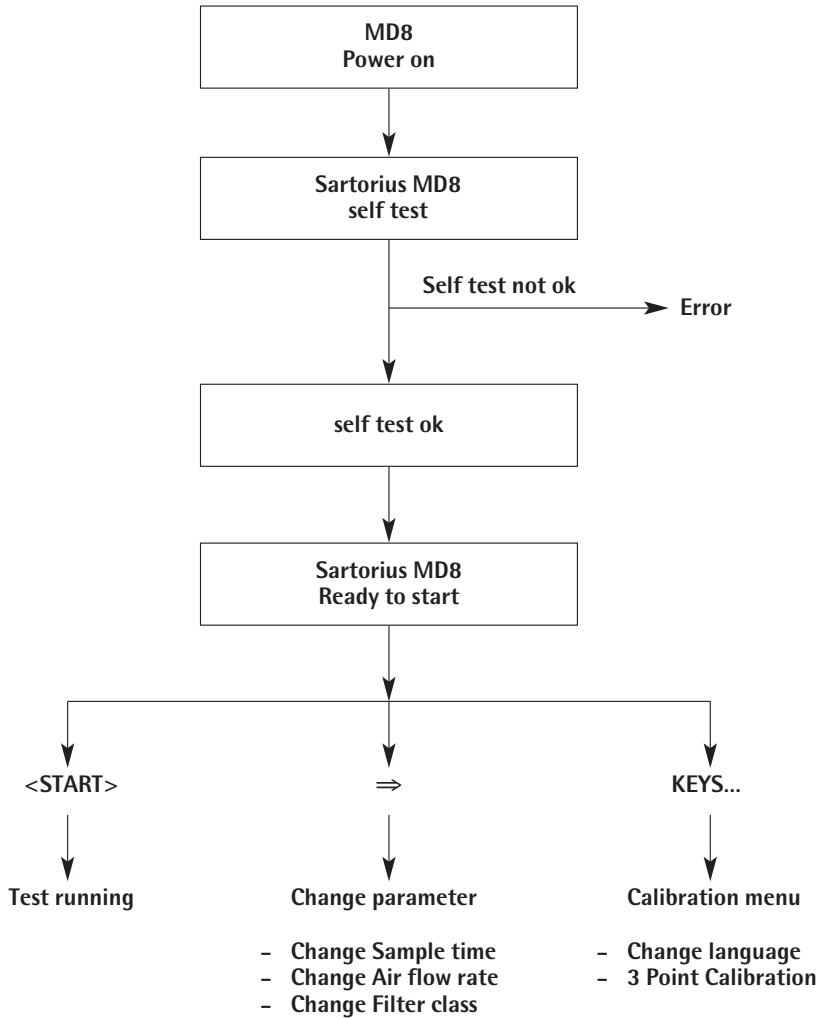 MD8
Power on
Sartorius MD8
self test
Self test not ok
Error
self test ok
Sartorius MD8
Ready to start
<START>
⇒
KEYS...
Test running
Change parameter
Calibration menu
– Change Sample time
– Change Air flow rate
– Change Filter class
– Change language
– 3 Point Calibration